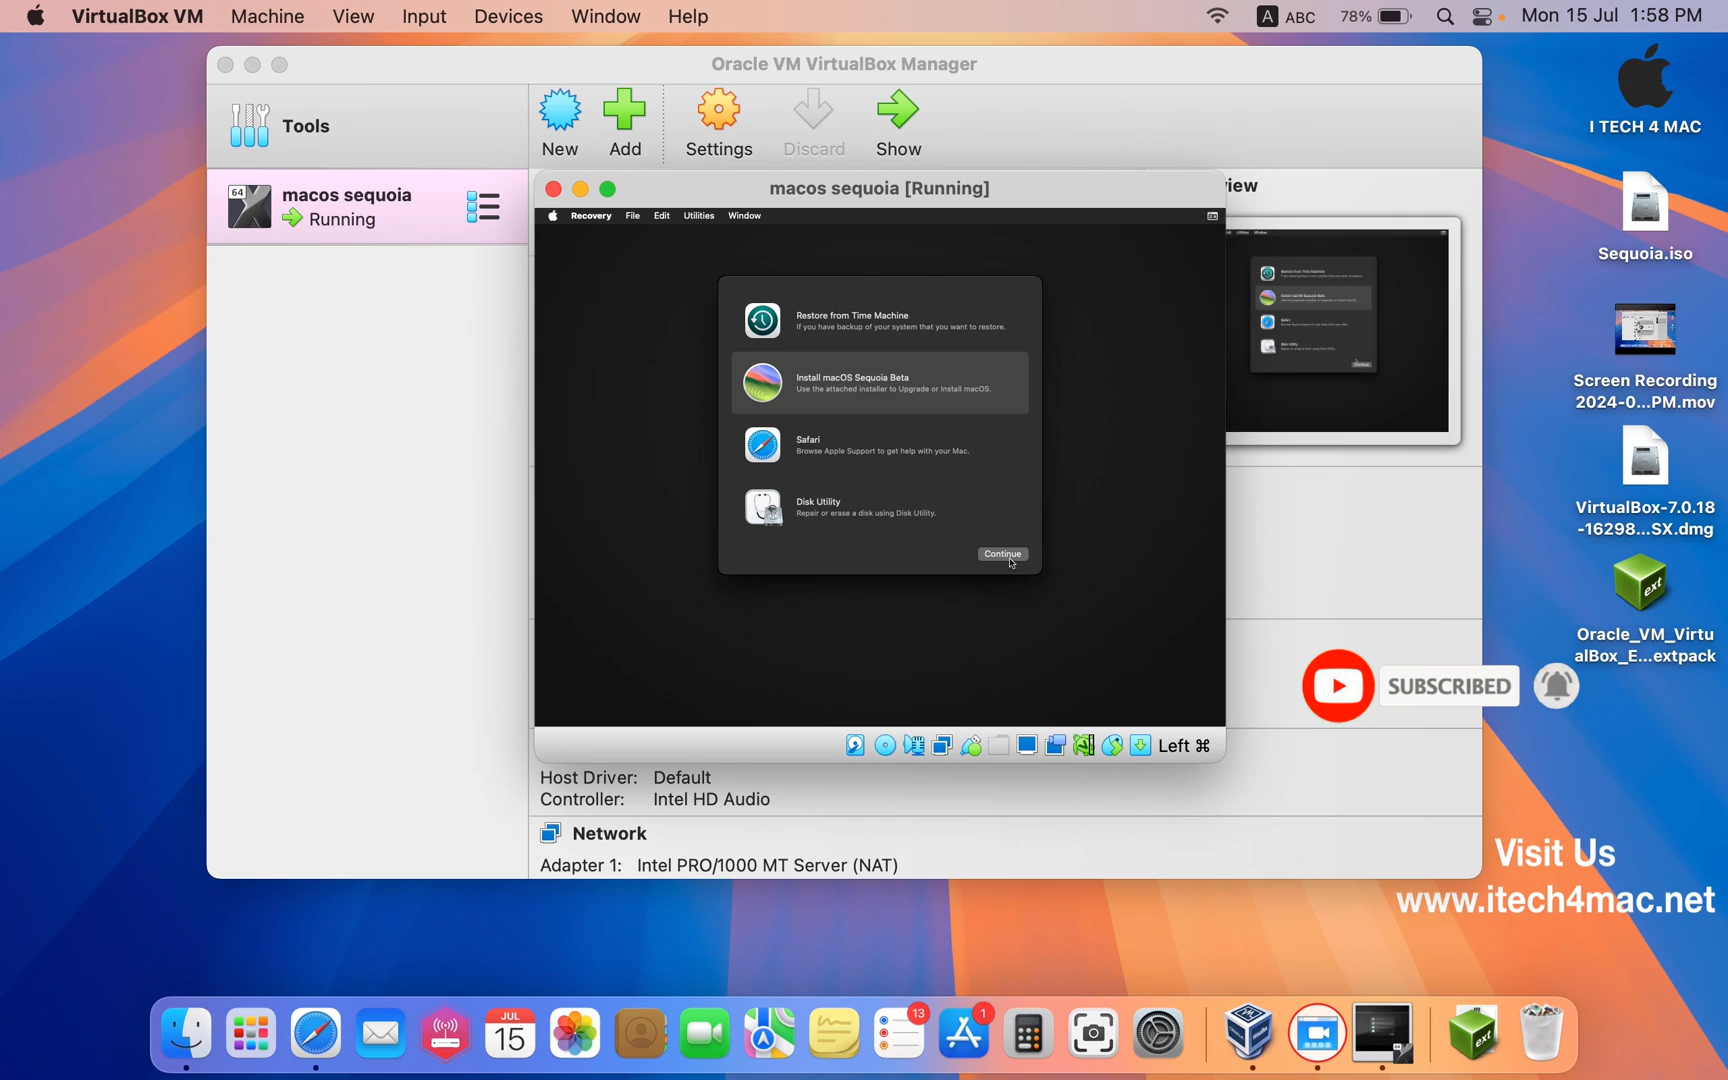 VirtualBox VM Machine View Input Devices Window Help
A ABC 78% Mon 15 Jul 1:58 PM
Oracle VM VirtualBox Manager
Tools
New Add Settings Discard Show
64
macos sequoia
Running
macos sequoia [Running]
iew
Recovery File Edit Utilities Window
Restore from Time Machine
If you have backup of your system that you want to restore.
Install macOS Sequoia Beta
Use the attached installer to Upgrade or Install macOS.
Safari
Browse Apple Support to get help with your Mac.
Disk Utility
Repair or erase a disk using Disk Utility.
Continue
Left ⌘
Host Driver: Default
Controller: Intel HD Audio
Network
Adapter 1: Intel PRO/1000 MT Server (NAT)
I TECH 4 MAC
Sequoia.iso
Screen Recording
2024-0...PM.mov
VirtualBox-7.0.18
-16298...SX.dmg
ext
Oracle_VM_Virtu
alBox_E...extpack
SUBSCRIBED
Visit Us
www.itech4mac.net
JUL
15
13
1
ext